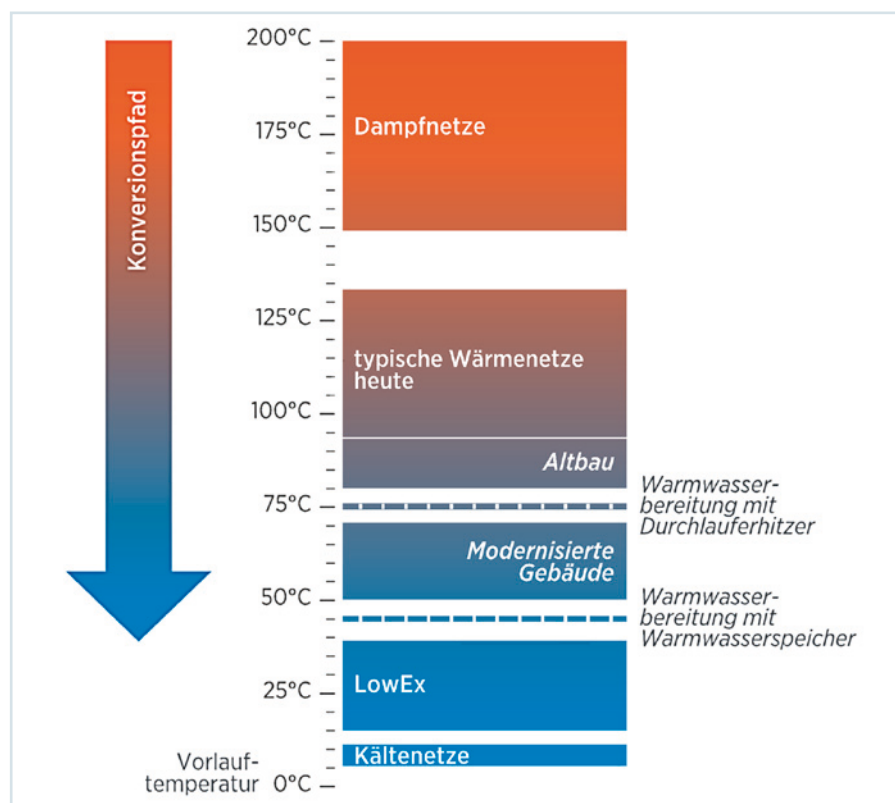 Konversionspfad
200°C
175°C
150°C
125°C
100°C
75°C
50°C
25°C
0°C
Vorlauf-
temperatur
Dampfnetze
typische Wärmenetze
heute
Altbau
Warmwasser-
bereitung mit
Durchlauferhitzer
Modernisierte
Gebäude
Warmwasser-
bereitung mit
Warmwasserspeicher
LowEx
Kältenetze